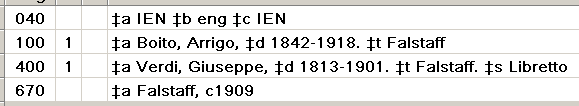 040 ‡a IEN ‡b eng ‡c IEN
100 1 ‡a Boito, Arrigo, ‡d 1842-1918. ‡t Falstaff
400 1 ‡a Verdi, Giuseppe, ‡d 1813-1901. ‡t Falstaff. ‡s Libretto
670 ‡a Falstaff, c1909